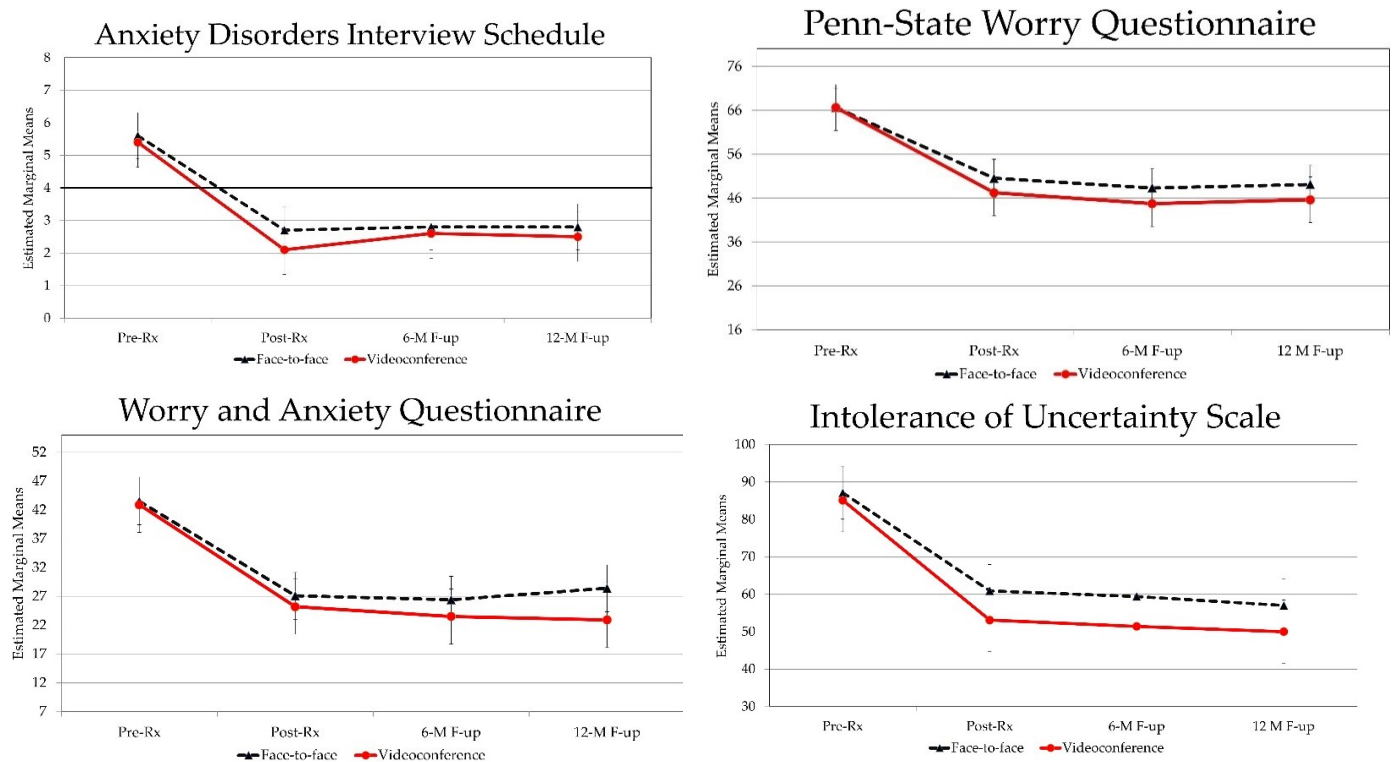 Anxiety Disorders Interview Schedule
Estimated Marginal Means
8
7
6
5
4
3
2
1
0
Pre-Rx Post-Rx 6-M F-up 12-M F-up
Face-to-face Videoconference
Penn-State Worry Questionnaire
Estimated Marginal Means
76
66
56
46
36
26
16
Pre-Rx Post-Rx 6-M F-up 12 M F-up
Face-to-face Videoconference
Worry and Anxiety Questionnaire
Estimated Marginal Means
52
47
42
37
32
27
22
17
12
7
Pre-Rx Post-Rx 6-M F-up 12-M F-up
Face-to-face Videoconference
Intolerance of Uncertainty Scale
Estimated Marginal Means
100
90
80
70
60
50
40
30
Pre-Rx Post-Rx 6-M F-up 12 M F-up
Face-to-face Videoconference